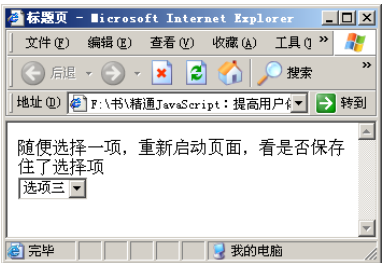 标题页 - Microsoft Internet Explorer
文件(F) 编辑(E) 查看(V) 收藏(A) 工具( »
后退 搜索 »
地址(D) F:\书\精通JavaScript：提高用户 转到
随便选择一项，重新启动页面，看是否保存
住了选择项
选项三
完毕 我的电脑